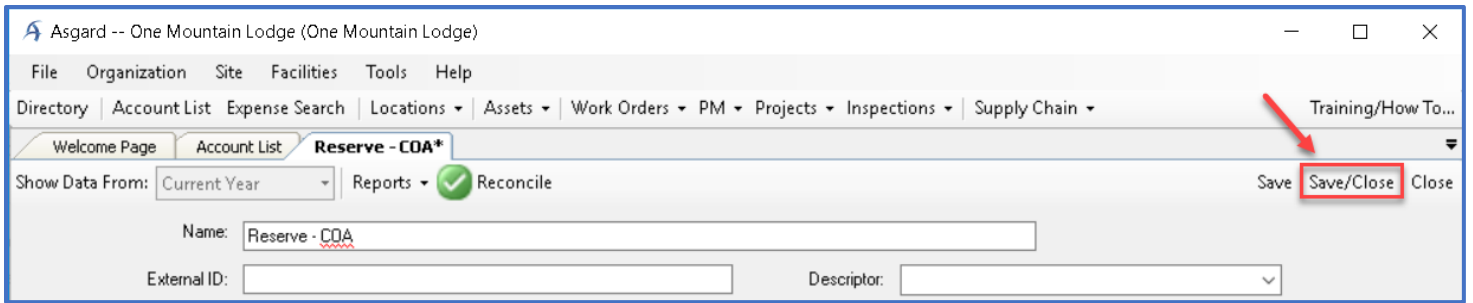 Asgard -- One Mountain Lodge (One Mountain Lodge)
File Organization Site Facilities Tools Help
Directory Account List Expense Search Locations Assets Work Orders PM Projects Inspections Supply Chain Training/How To...
Welcome Page Account List Reserve - COA*
Show Data From: Current Year Reports Reconcile Save Save/Close Close
Name: Reserve - COA
External ID: Descriptor: